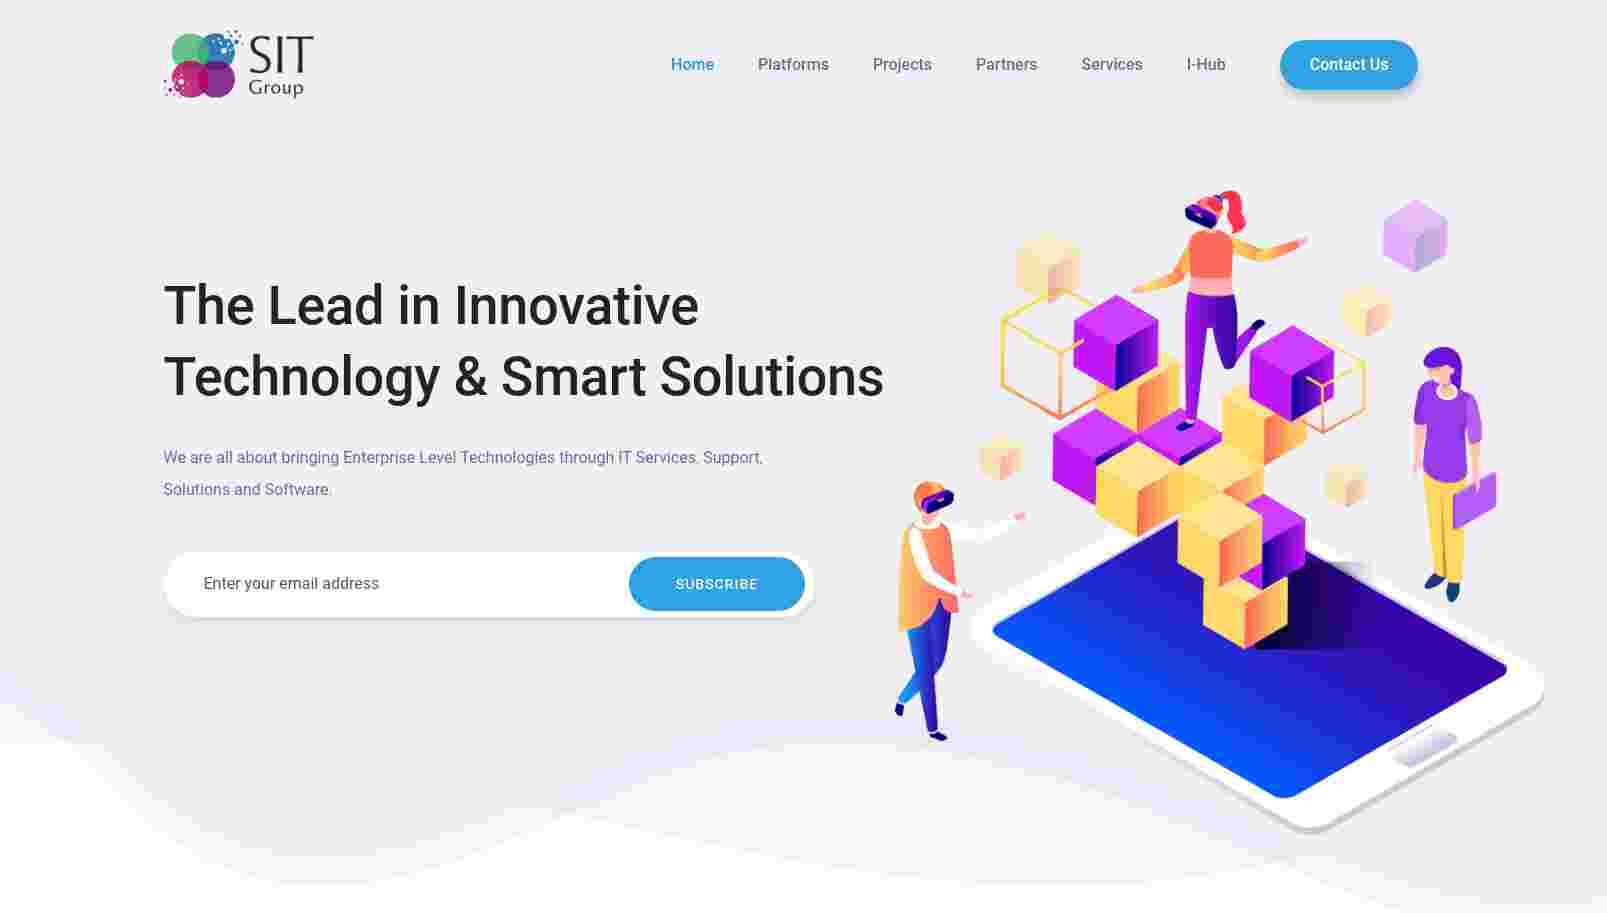 SIT
Group
Home Platforms Projects Partners Services I-Hub Contact Us
The Lead in Innovative
Technology & Smart Solutions
We are all about bringing Enterprise Level Technologies through IT Services, Support,
Solutions and Software.
Enter your email address SUBSCRIBE